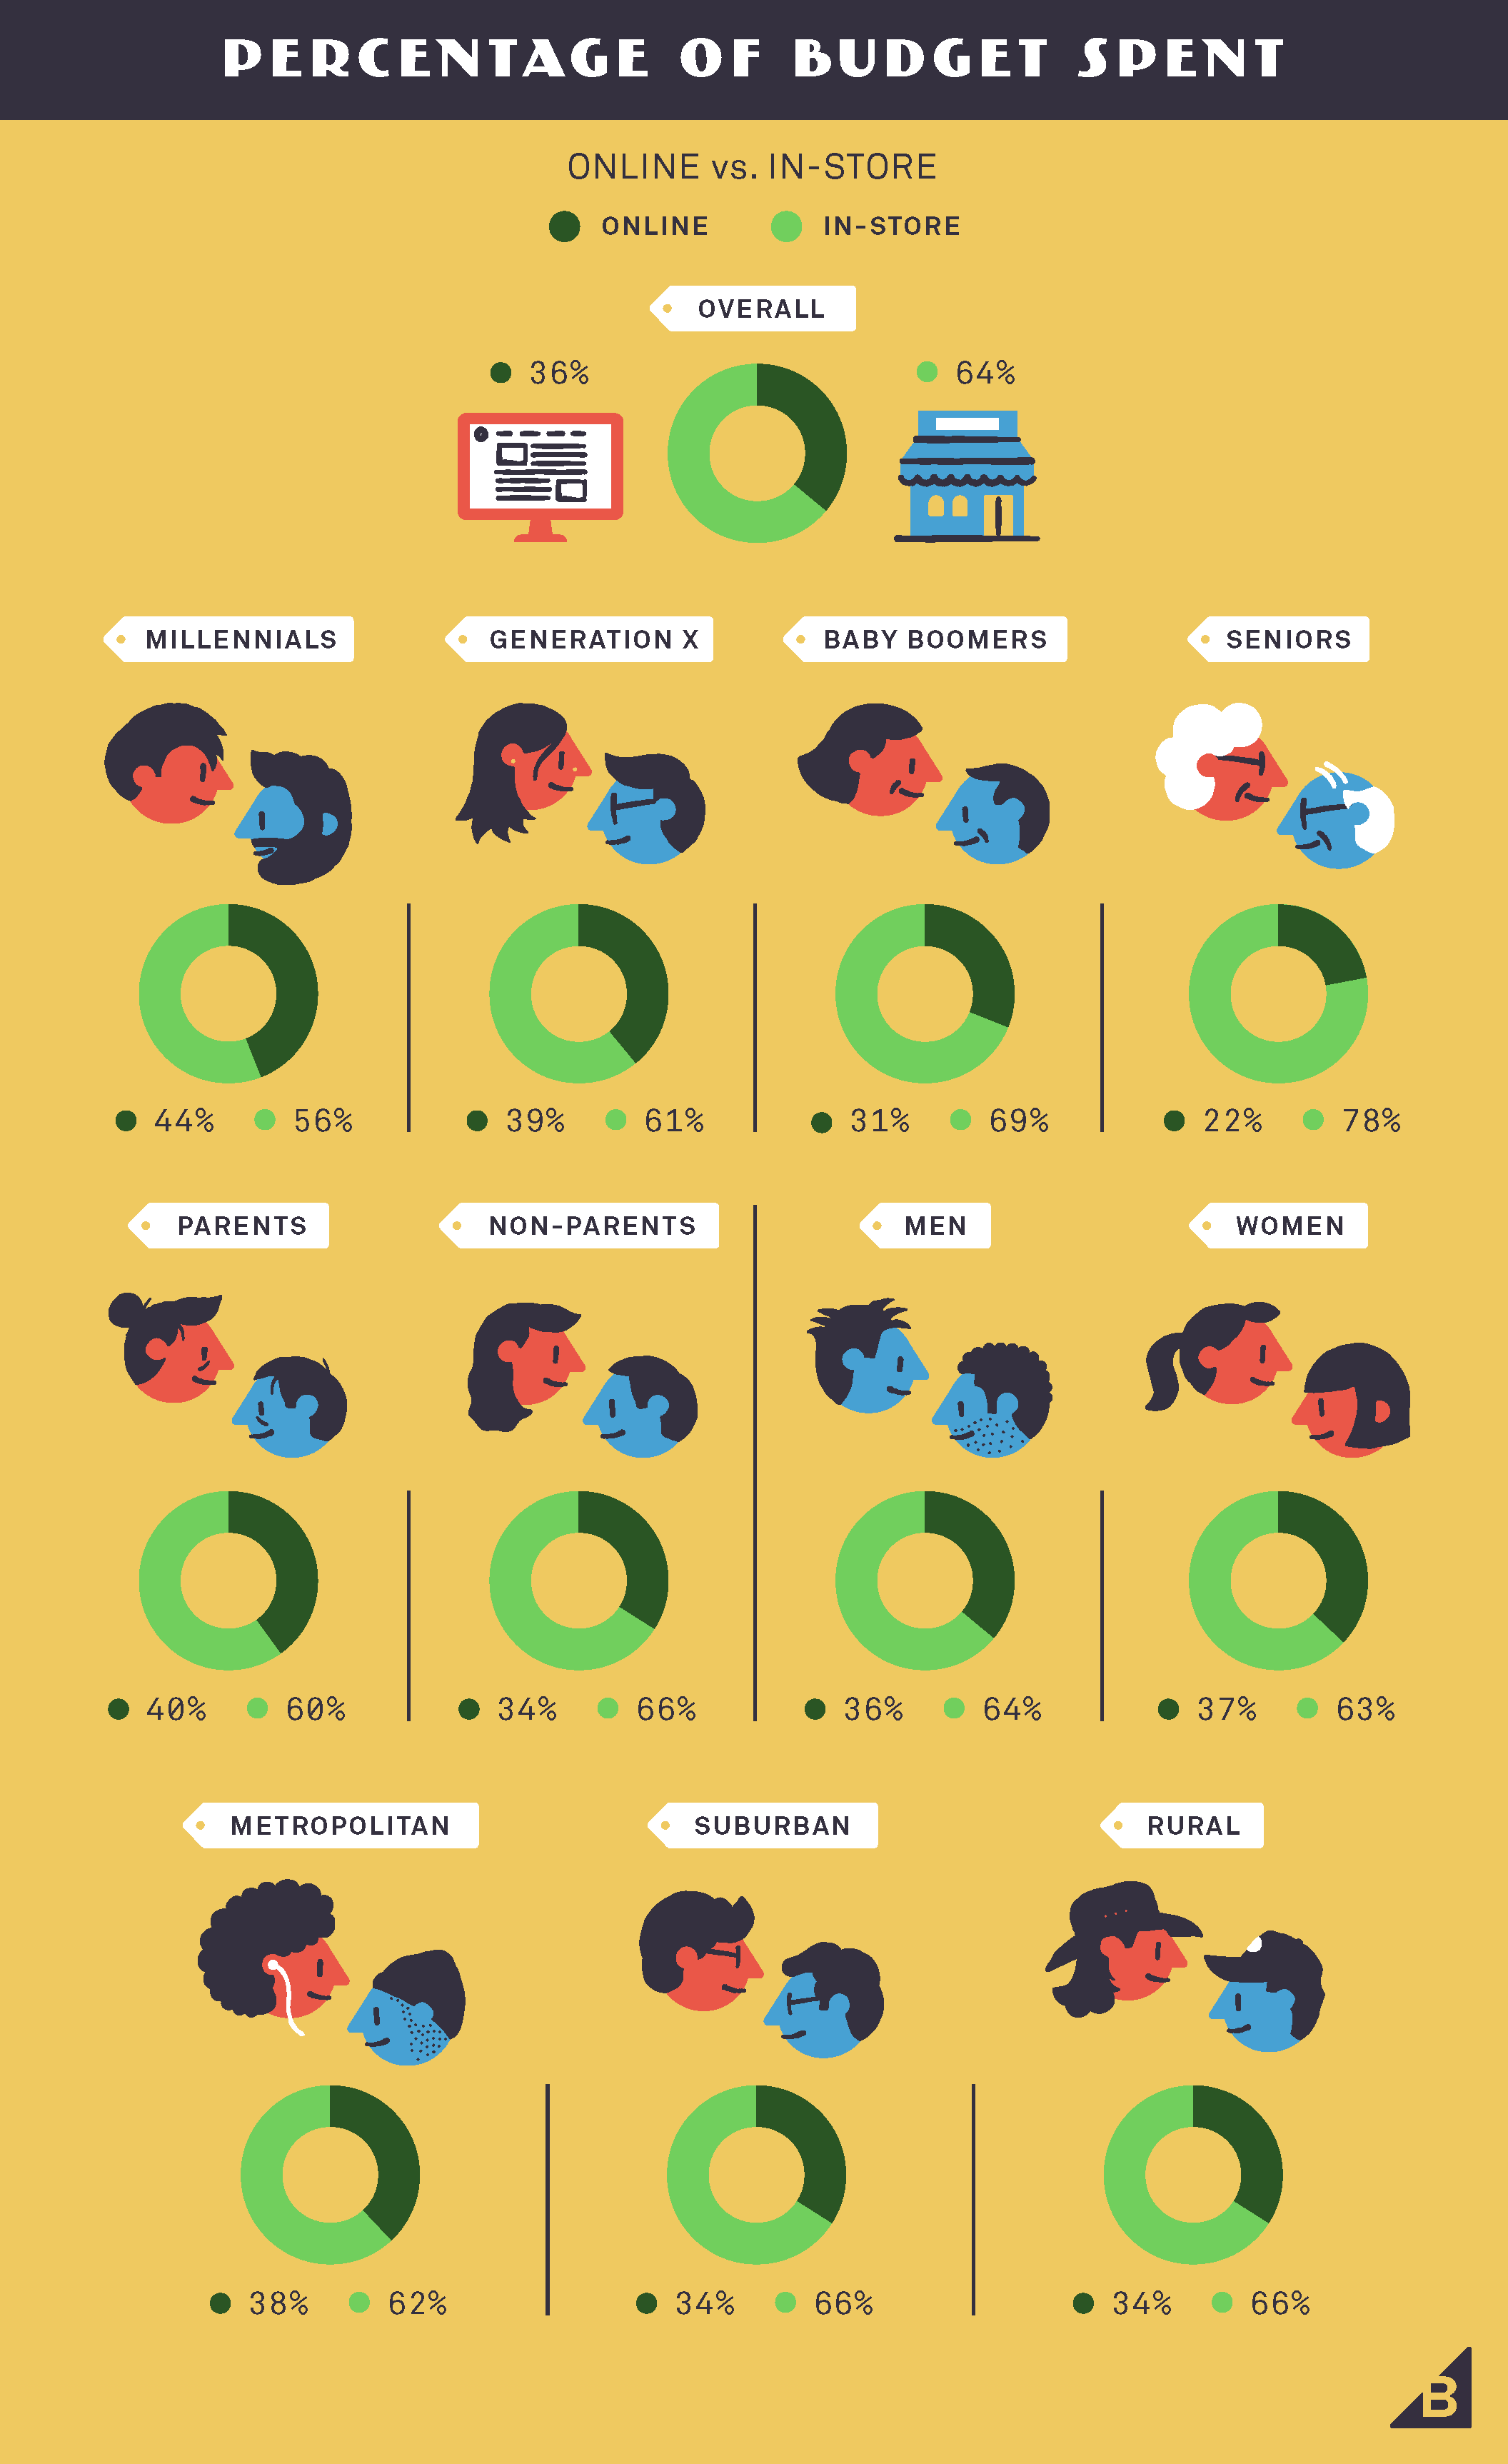 PERCENTAGE OF BUDGET SPENT
ONLINE vs. IN-STORE
ONLINE IN-STORE
OVERALL
36% 64%
MILLENNIALS GENERATION X BABY BOOMERS SENIORS
44% 56% 39% 61% 31% 69% 22% 78%
PARENTS NON-PARENTS MEN WOMEN
40% 60% 34% 66% 36% 64% 37% 63%
METROPOLITAN SUBURBAN RURAL
38% 62% 34% 66% 34% 66%
B